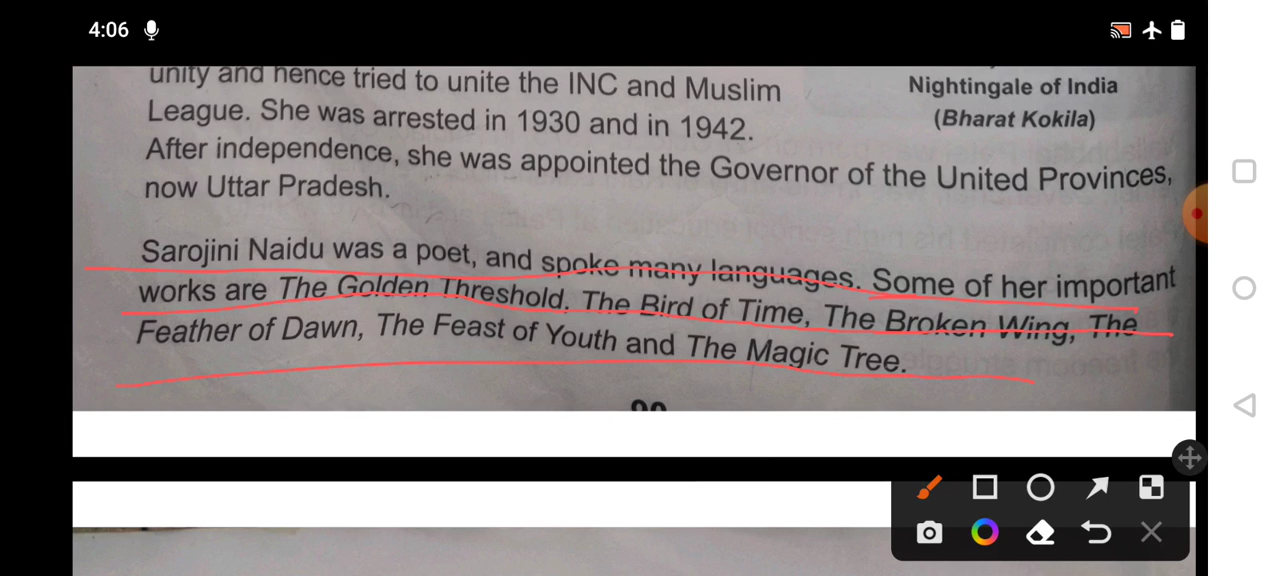 4:06
unity and hence tried to unite the INC and Muslim
League. She was arrested in 1930 and in 1942.
After independence, she was appointed the Governor of the United Provinces,
now Uttar Pradesh.
Nightingale of India
(Bharat Kokila)
Sarojini Naidu was a poet, and spoke many languages. Some of her important
works are The Golden Threshold. The Bird of Time, The Broken Wing, The
Feather of Dawn, The Feast of Youth and The Magic Tree.